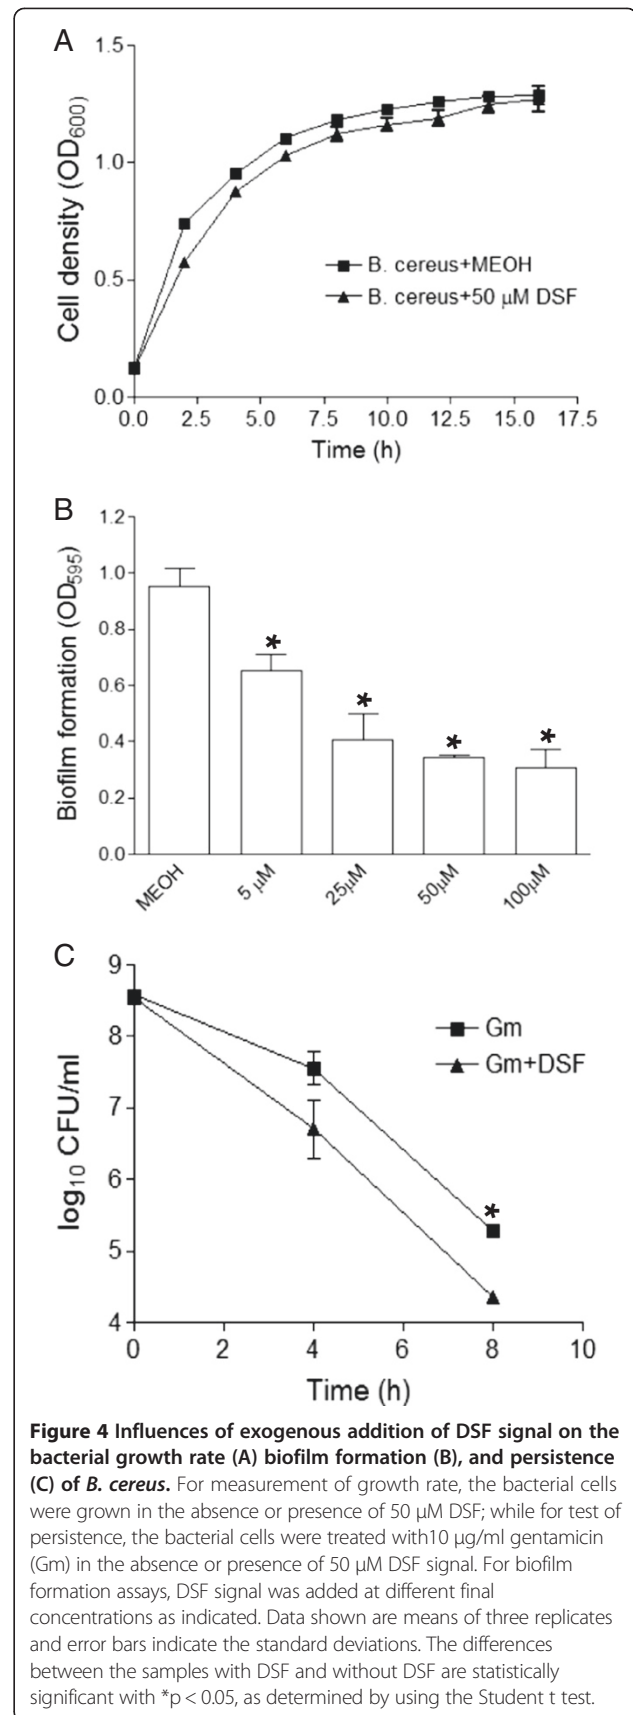 A
1.5
1.0
0.5
0.0
Cell density (OD600)
B. cereus+MEOH
B. cereus+50 µM DSF
0.0 2.5 5.0 7.5 10.0 12.5 15.0 17.5
Time (h)
B
1.2
1.0
0.8
0.6
0.4
0.2
0.0
Biofilm formation (OD595)
* * * *
MEOH 5 µM 25µM 50µM 100µM
C
9
8
7
6
5
4
log10 CFU/ml
Gm
Gm+DSF
*
0 2 4 6 8 10
Time (h)
Figure 4 Influences of exogenous addition of DSF signal on the
bacterial growth rate (A) biofilm formation (B), and persistence
(C) of B. cereus. For measurement of growth rate, the bacterial cells
were grown in the absence or presence of 50 µM DSF; while for test of
persistence, the bacterial cells were treated with10 µg/ml gentamicin
(Gm) in the absence or presence of 50 µM DSF signal. For biofilm
formation assays, DSF signal was added at different final
concentrations as indicated. Data shown are means of three replicates
and error bars indicate the standard deviations. The differences
between the samples with DSF and without DSF are statistically
significant with *p < 0.05, as determined by using the Student t test.